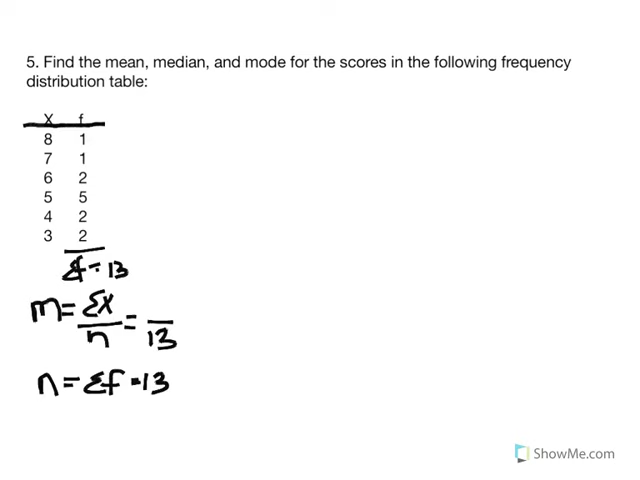 5. Find the mean, median, and mode for the scores in the following frequency
distribution table:
X f
8 1
7 1
6 2
5 5
4 2
3 2
Σf = 13
m = ΣX / n = — / 13
n = Σf = 13
ShowMe.com